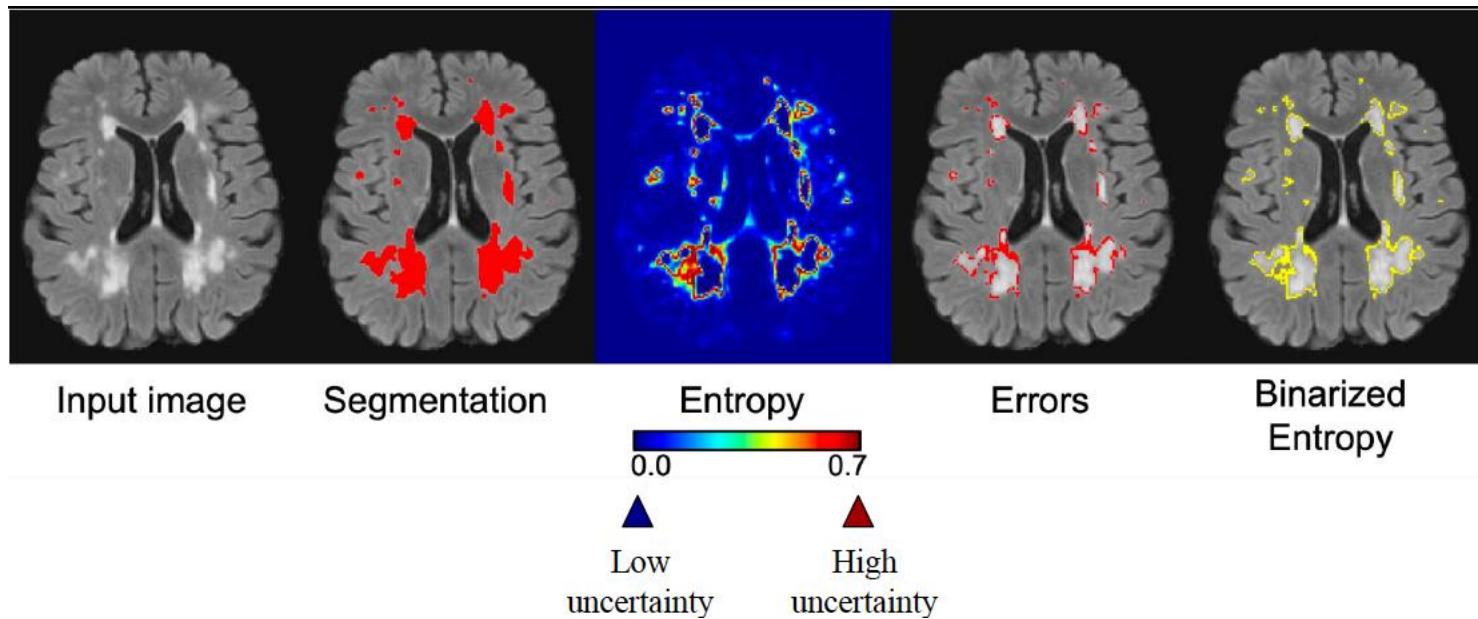 Input image
Segmentation
Entropy
Errors
Binarized
Entropy
0.0
0.7
Low
uncertainty
High
uncertainty